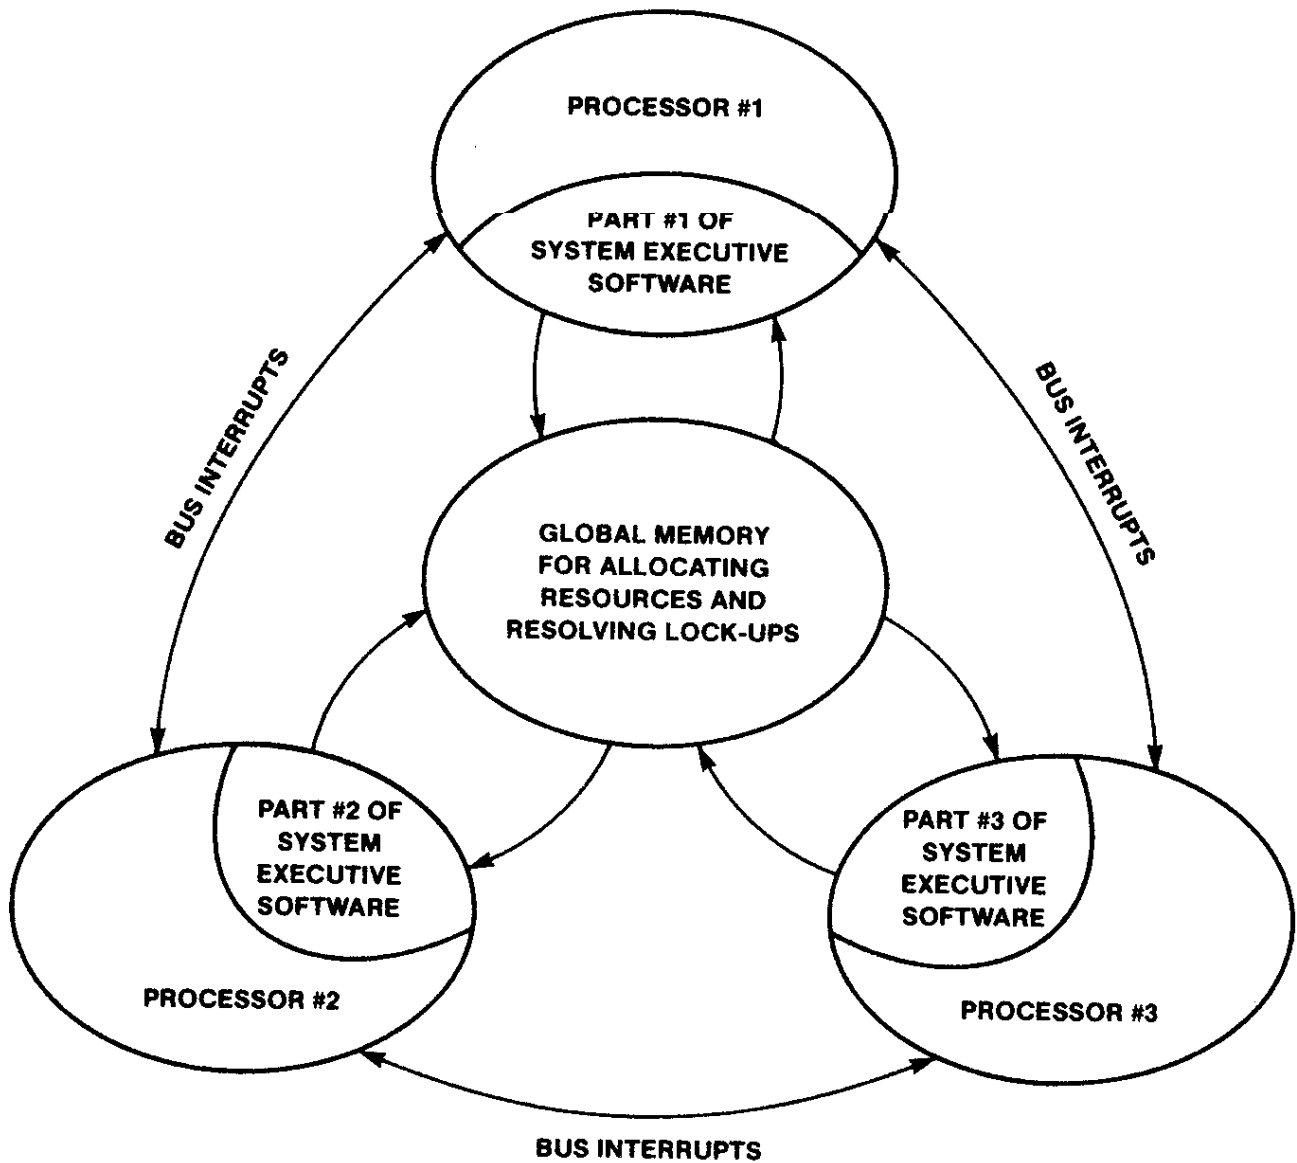 PROCESSOR #1
PART #1 OF
SYSTEM EXECUTIVE
SOFTWARE
BUS INTERRUPTS
BUS INTERRUPTS
GLOBAL MEMORY
FOR ALLOCATING
RESOURCES AND
RESOLVING LOCK-UPS
PART #2 OF
SYSTEM
EXECUTIVE
SOFTWARE
PROCESSOR #2
PART #3 OF
SYSTEM
EXECUTIVE
SOFTWARE
PROCESSOR #3
BUS INTERRUPTS